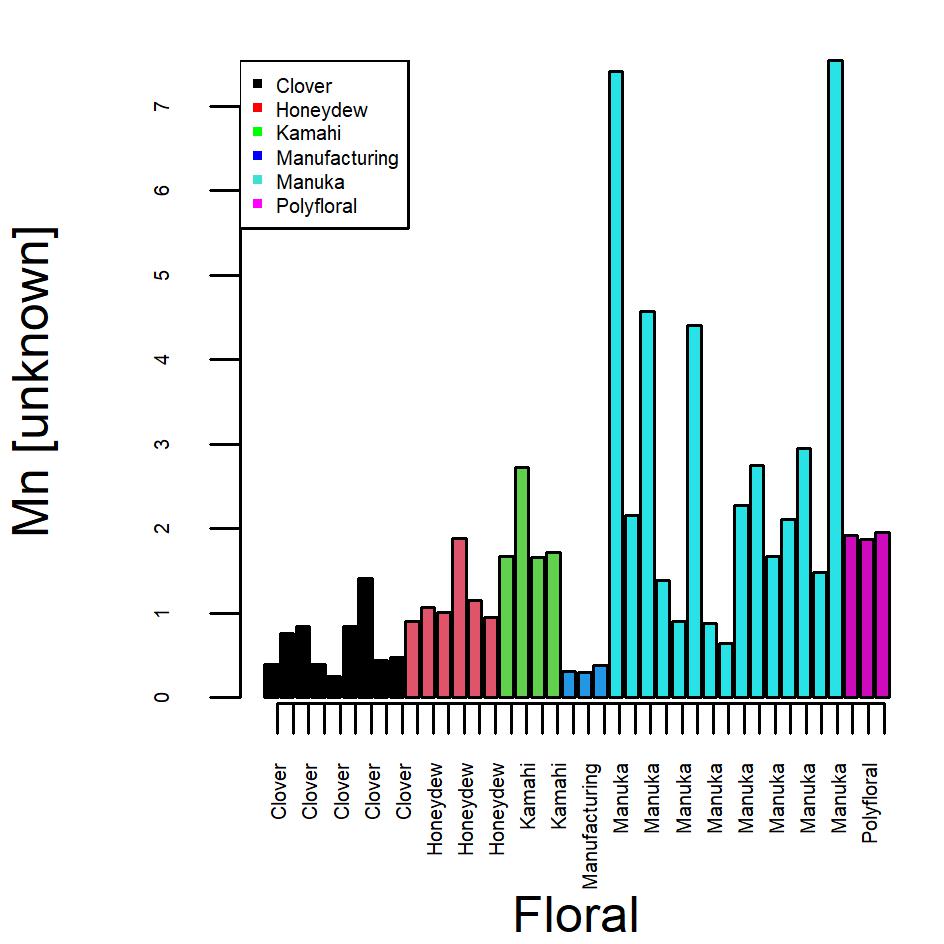 Clover
Honeydew
Kamahi
Manufacturing
Manuka
Polyfloral
Mn [unknown]
7
6
5
4
3
2
1
0
Clover
Clover
Clover
Clover
Clover
Honeydew
Honeydew
Honeydew
Kamahi
Kamahi
Manufacturing
Manuka
Manuka
Manuka
Manuka
Manuka
Manuka
Manuka
Manuka
Polyfloral
Floral